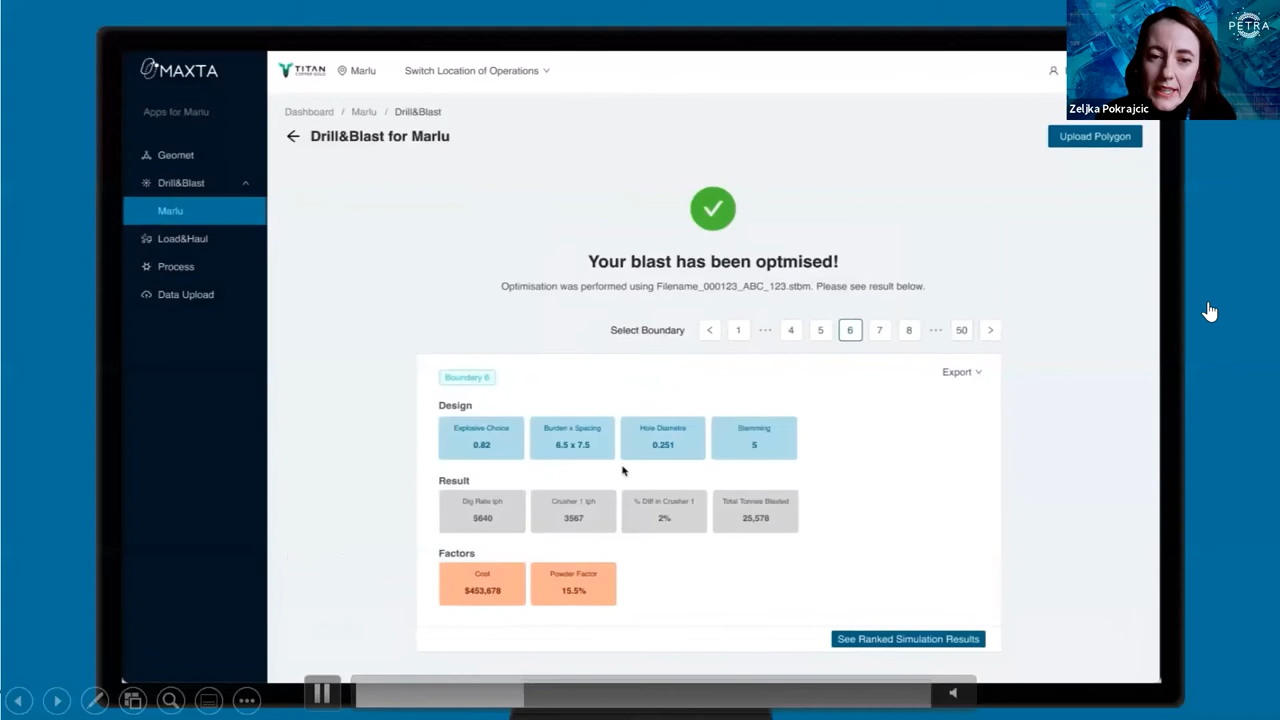 PETRA
Zeljka Pokrajcic
MAXTA
Apps for Marlu
Geomet
Drill&Blast
Marlu
Load&Haul
Process
Data Upload
TITAN
Marlu
Switch Location of Operations
Dashboard / Marlu / Drill&Blast
Drill&Blast for Marlu
Upload Polygon
Your blast has been optmised!
Optimisation was performed using Filename_000123_ABC_123.stbm. Please see result below.
Select Boundary < 1 ••• 4 5 6 7 8 ••• 50 >
Boundary 6
Export
Design
Explosive Choice
0.82
Burden x Spacing
6.5 x 7.5
Hole Diametre
0.251
Stemming
5
Result
Dig Rate tph
5640
Crusher 1 tph
3567
% Diff in Crusher 1
2%
Total Tonnes Blasted
25,578
Factors
Cost
$453,678
Powder Factor
15.5%
See Ranked Simulation Results